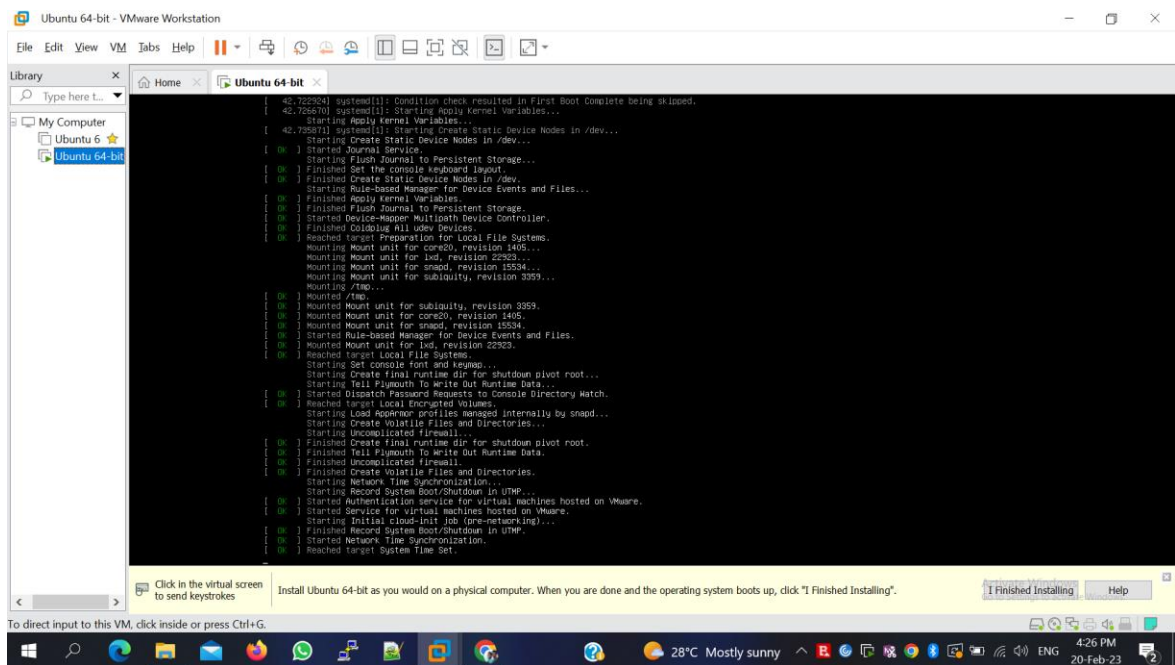 Ubuntu 64-bit - VMware Workstation
File Edit View VM Tabs Help
Library
Home
Ubuntu 64-bit
Type here t...
My Computer
Ubuntu 6
Ubuntu 64-bit
[ 42.722924] systemd[1]: Condition check resulted in First Boot Complete being skipped.
[ 42.726670] systemd[1]: Starting Apply Kernel Variables...
Starting Apply Kernel Variables...
[ 42.735871] systemd[1]: Starting Create Static Device Nodes in /dev...
Starting Create Static Device Nodes in /dev...
[ OK ] Started Journal Service.
Starting Flush Journal to Persistent Storage...
[ OK ] Finished Set the console keyboard layout.
[ OK ] Finished Create Static Device Nodes in /dev.
Starting Rule-based Manager for Device Events and Files...
[ OK ] Finished Apply Kernel Variables.
[ OK ] Finished Flush Journal to Persistent Storage.
[ OK ] Started Device-Mapper Multipath Device Controller.
[ OK ] Finished Coldplug All udev Devices.
[ OK ] Reached target Preparation for Local File Systems.
Mounting Mount unit for core20, revision 1405...
Mounting Mount unit for lxd, revision 22923...
Mounting Mount unit for snapd, revision 15534...
Mounting Mount unit for subiquity, revision 3359...
Mounting /tmp...
[ OK ] Mounted /tmp.
[ OK ] Mounted Mount unit for subiquity, revision 3359.
[ OK ] Mounted Mount unit for core20, revision 1405.
[ OK ] Mounted Mount unit for snapd, revision 15534.
[ OK ] Started Rule-based Manager for Device Events and Files.
[ OK ] Mounted Mount unit for lxd, revision 22923.
[ OK ] Reached target Local File Systems.
Starting Set console font and keymap...
Starting Create final runtime dir for shutdown pivot root...
Starting Tell Plymouth To Write Out Runtime Data...
[ OK ] Started Dispatch Password Requests to Console Directory Watch.
[ OK ] Reached target Local Encrypted Volumes.
Starting Load AppArmor profiles managed internally by snapd...
Starting Create Volatile Files and Directories...
Starting Uncomplicated firewall...
[ OK ] Finished Create final runtime dir for shutdown pivot root.
[ OK ] Finished Tell Plymouth To Write Out Runtime Data.
[ OK ] Finished Uncomplicated firewall.
[ OK ] Finished Create Volatile Files and Directories.
Starting Network Time Synchronization...
Starting Record System Boot/Shutdown in UTMP...
[ OK ] Started Authentication service for virtual machines hosted on VMware.
[ OK ] Started Service for virtual machines hosted on VMware.
Starting Initial cloud-init job (pre-networking)...
[ OK ] Finished Record System Boot/Shutdown in UTMP.
[ OK ] Started Network Time Synchronization.
[ OK ] Reached target System Time Set.
Click in the virtual screen
to send keystrokes
Install Ubuntu 64-bit as you would on a physical computer. When you are done and the operating system boots up, click "I Finished Installing".
Activate Windows
I Finished Installing
Help
To direct input to this VM, click inside or press Ctrl+G.
28°C Mostly sunny
ENG
4:26 PM
20-Feb-23